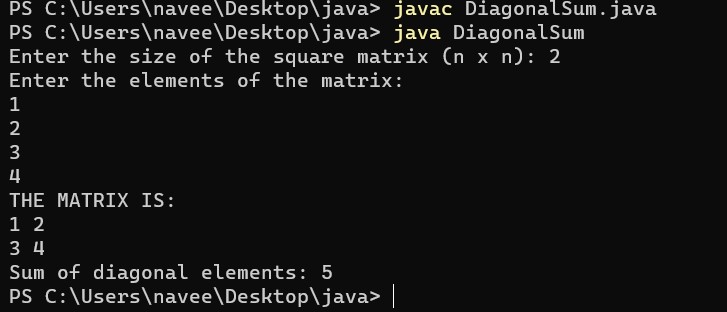 PS C:\Users\navee\Desktop\java> javac DiagonalSum.java
PS C:\Users\navee\Desktop\java> java DiagonalSum
Enter the size of the square matrix (n x n): 2
Enter the elements of the matrix:
1
2
3
4
THE MATRIX IS:
1 2
3 4
Sum of diagonal elements: 5
PS C:\Users\navee\Desktop\java>